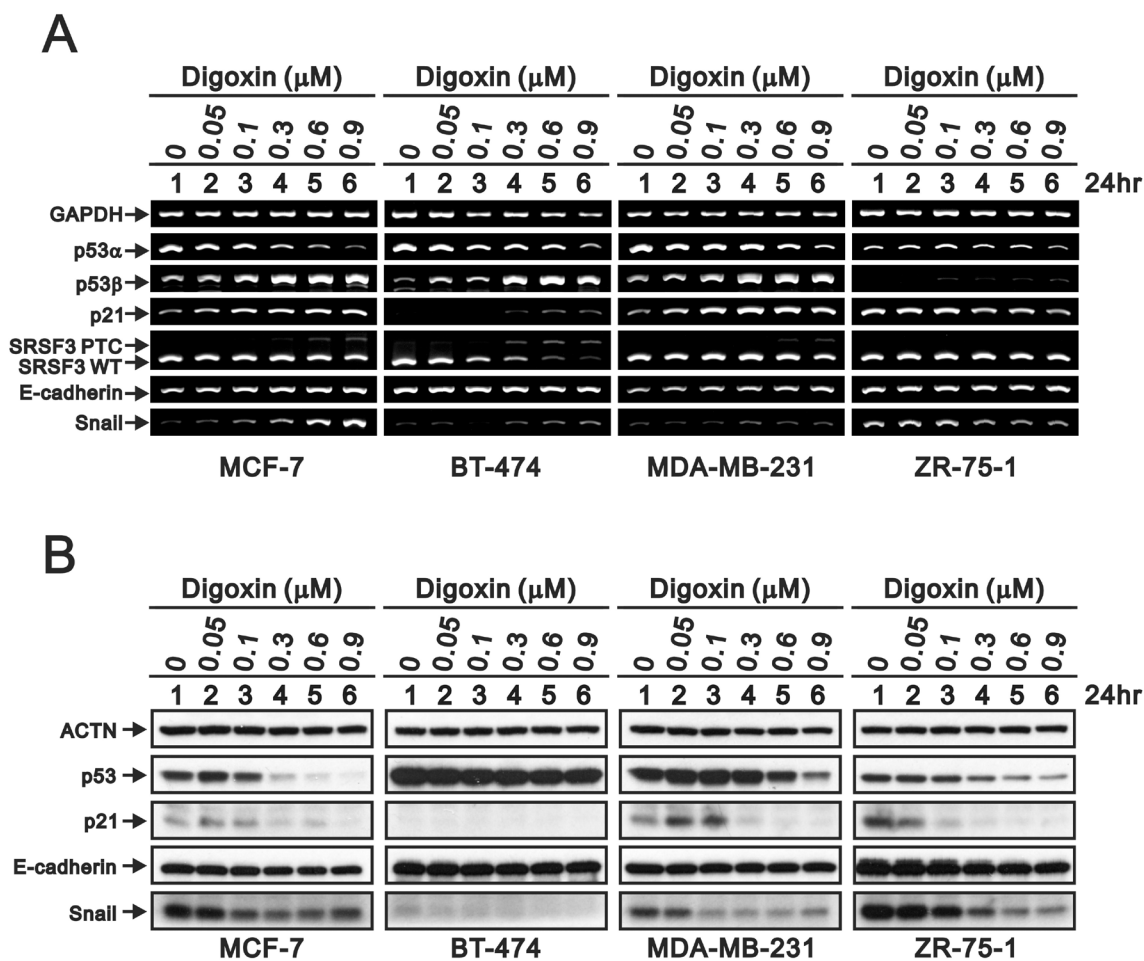 A
Digoxin (μM) Digoxin (μM) Digoxin (μM) Digoxin (μM)
0 0.05 0.1 0.3 0.6 0.9 0 0.05 0.1 0.3 0.6 0.9 0 0.05 0.1 0.3 0.6 0.9 0 0.05 0.1 0.3 0.6 0.9
1 2 3 4 5 6 1 2 3 4 5 6 1 2 3 4 5 6 1 2 3 4 5 6 24hr
GAPDH
p53α
p53β
p21
SRSF3 PTC
SRSF3 WT
E-cadherin
Snail
MCF-7 BT-474 MDA-MB-231 ZR-75-1
B
Digoxin (μM) Digoxin (μM) Digoxin (μM) Digoxin (μM)
0 0.05 0.1 0.3 0.6 0.9 0 0.05 0.1 0.3 0.6 0.9 0 0.05 0.1 0.3 0.6 0.9 0 0.05 0.1 0.3 0.6 0.9
1 2 3 4 5 6 1 2 3 4 5 6 1 2 3 4 5 6 1 2 3 4 5 6 24hr
ACTN
p53
p21
E-cadherin
Snail
MCF-7 BT-474 MDA-MB-231 ZR-75-1